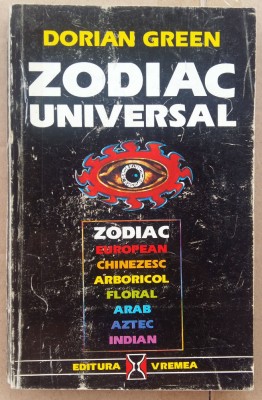 DORIAN GREEN
ZODIAC
UNIVERSAL
ZODIAC
EUROPEAN
CHINEZESC
ARBORICOL
FLORAL
ARAB
AZTEC
INDIAN
EDITURA VREMEA